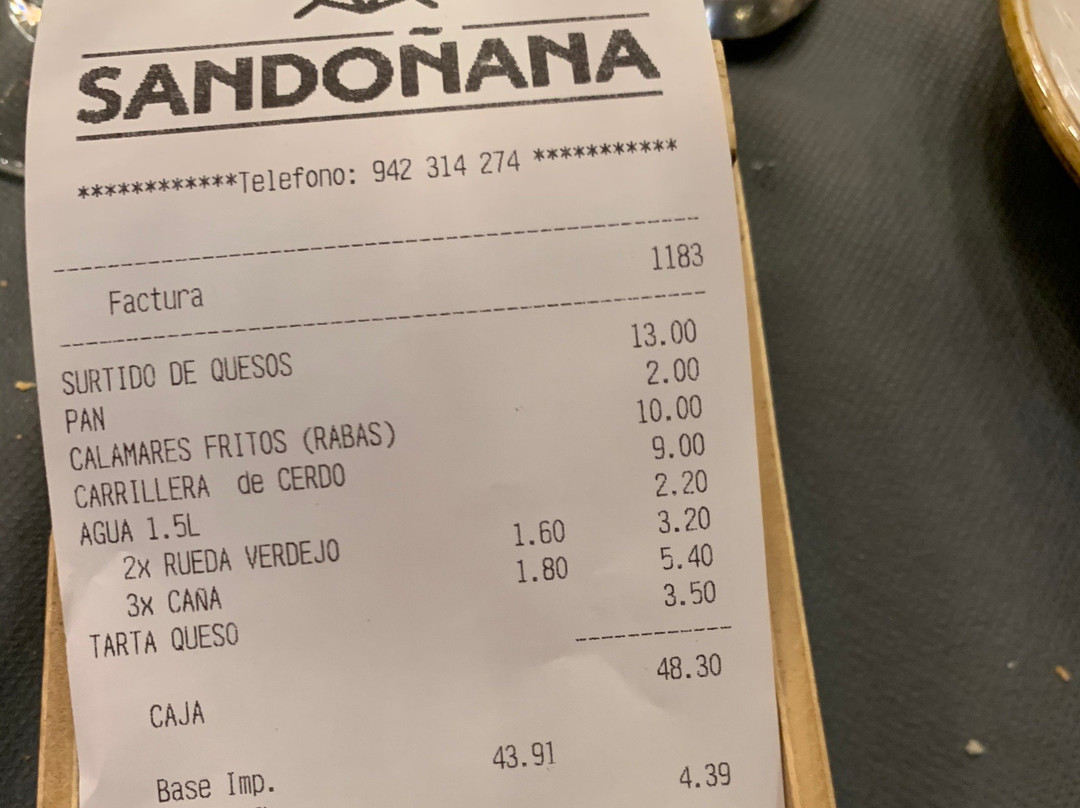 SANDOÑANA
************Telefono: 942 314 274 ***********
Factura 1183
SURTIDO DE QUESOS 13.00
PAN 2.00
CALAMARES FRITOS (RABAS) 10.00
CARRILLERA de CERDO 9.00
AGUA 1.5L 2.20
2x RUEDA VERDEJO 1.60 3.20
3x CAÑA 1.80 5.40
TARTA QUESO 3.50
CAJA 48.30
Base Imp. 43.91
4.39